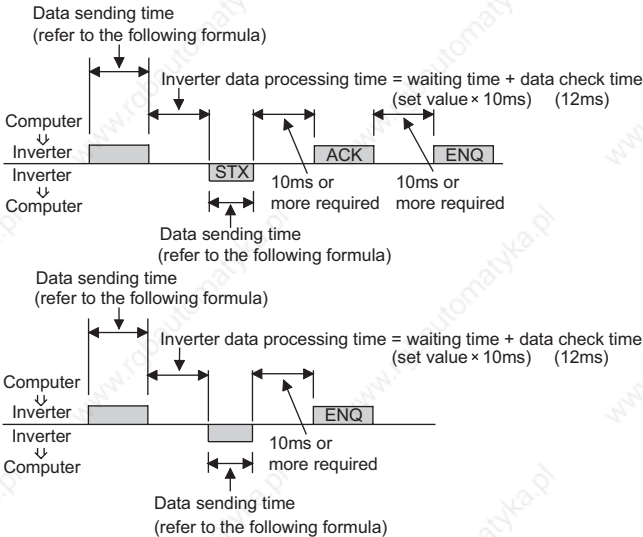 Data sending time
(refer to the following formula)
Inverter data processing time = waiting time + data check time
(set value × 10ms) (12ms)
Computer
Inverter
ACK
ENQ
Inverter
STX
Computer
10ms or
more required
10ms or
more required
Data sending time
(refer to the following formula)
Data sending time
(refer to the following formula)
Inverter data processing time = waiting time + data check time
(set value × 10ms) (12ms)
Computer
Inverter
ENQ
Inverter
Computer
10ms or
more required
Data sending time
(refer to the following formula)